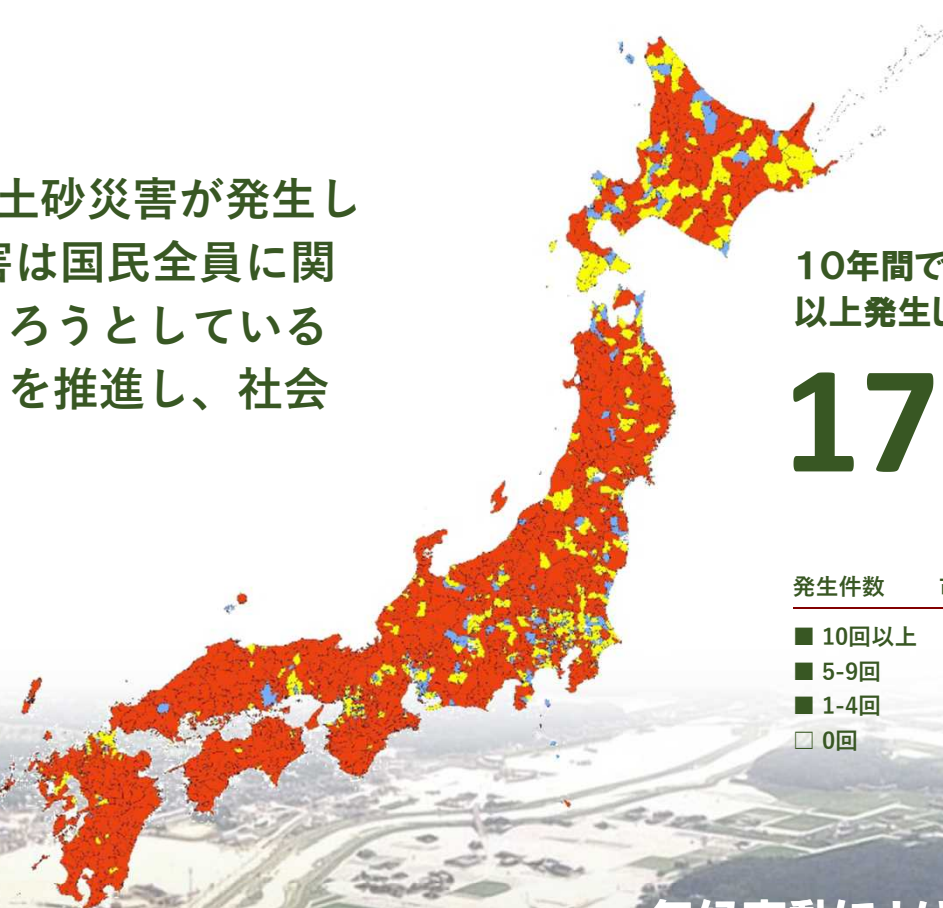 土砂災害が発生し
害は国民全員に関
ろうとしている
を推進し、社会
10年間で
以上発生し
17
発生件数
■ 10回以上
■ 5-9回
■ 1-4回
□ 0回